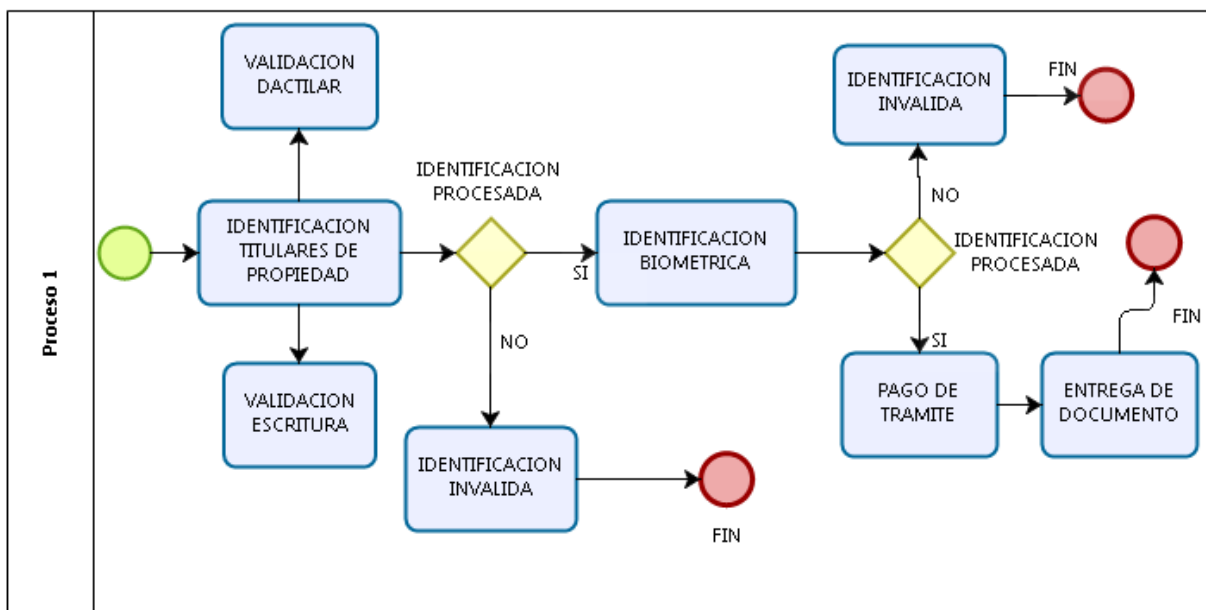 Proceso 1
VALIDACION
DACTILAR
IDENTIFICACION
TITULARES DE
PROPIEDAD
VALIDACION
ESCRITURA
IDENTIFICACION
PROCESADA
SI
NO
IDENTIFICACION
INVALIDA
FIN
IDENTIFICACION
BIOMETRICA
IDENTIFICACION
PROCESADA
NO
IDENTIFICACION
INVALIDA
FIN
SI
PAGO DE
TRAMITE
ENTREGA DE
DOCUMENTO
FIN